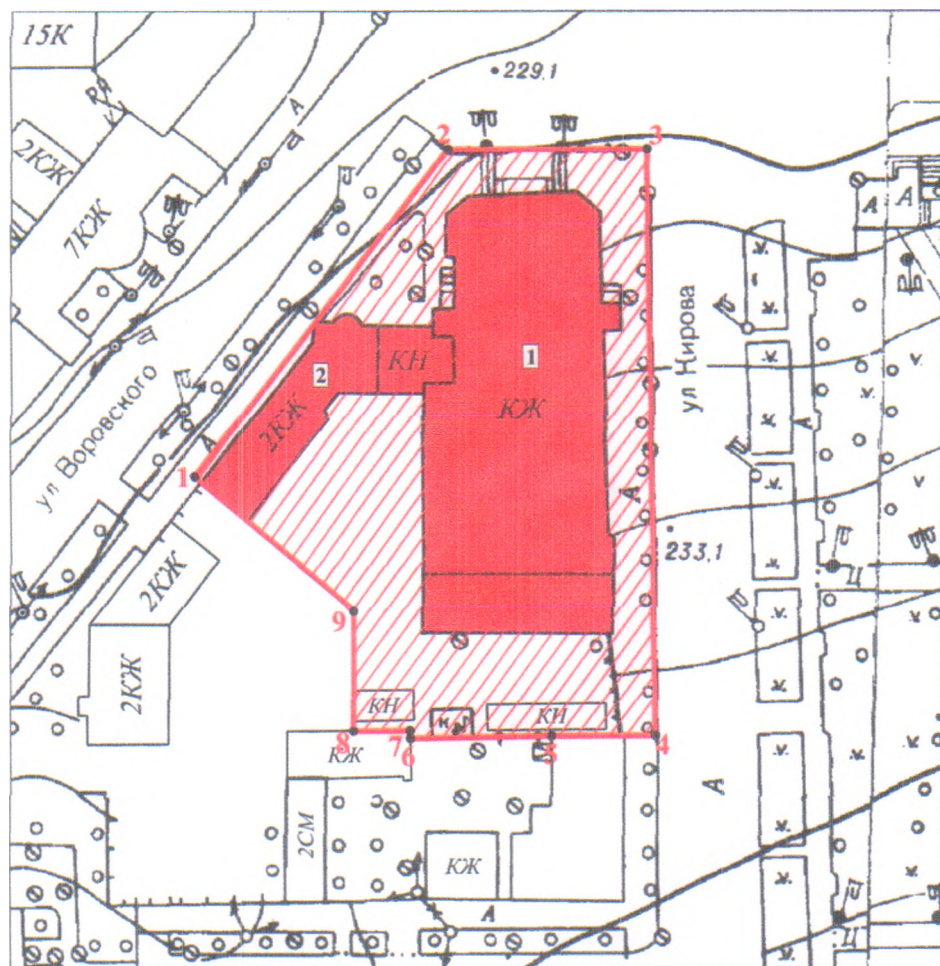 15К
229,1
А
2КЖ
2
3
7КЖ
А
А
ул Кирова
КН
1
2
КЖ
ул Воровского
2КЖ
А
А
А
1
233,1
2КЖ
Ц
9
2КЖ
КН
КН
8
7
6
5
4
КЖ
А
2СМ
КЖ
А
Ц